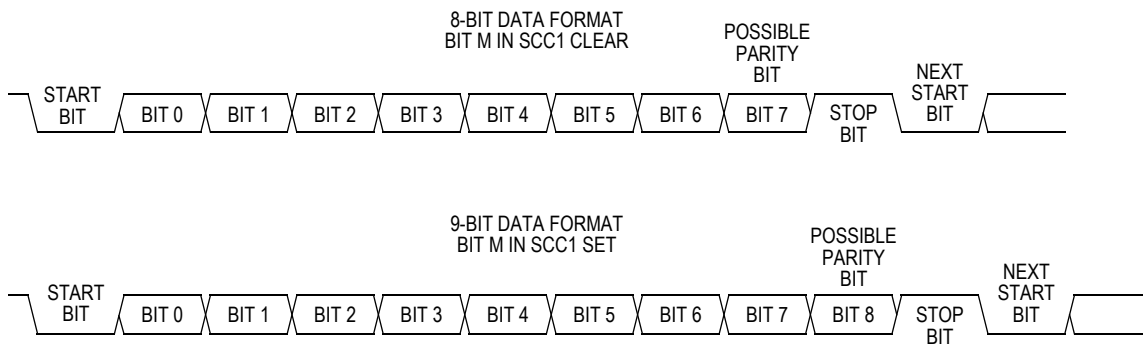 8-BIT DATA FORMAT
BIT M IN SCC1 CLEAR
POSSIBLE
PARITY
BIT
NEXT
START
BIT
START
BIT
BIT 0
BIT 1
BIT 2
BIT 3
BIT 4
BIT 5
BIT 6
BIT 7
STOP
BIT
9-BIT DATA FORMAT
BIT M IN SCC1 SET
POSSIBLE
PARITY
BIT
NEXT
START
BIT
START
BIT
BIT 0
BIT 1
BIT 2
BIT 3
BIT 4
BIT 5
BIT 6
BIT 7
BIT 8
STOP
BIT